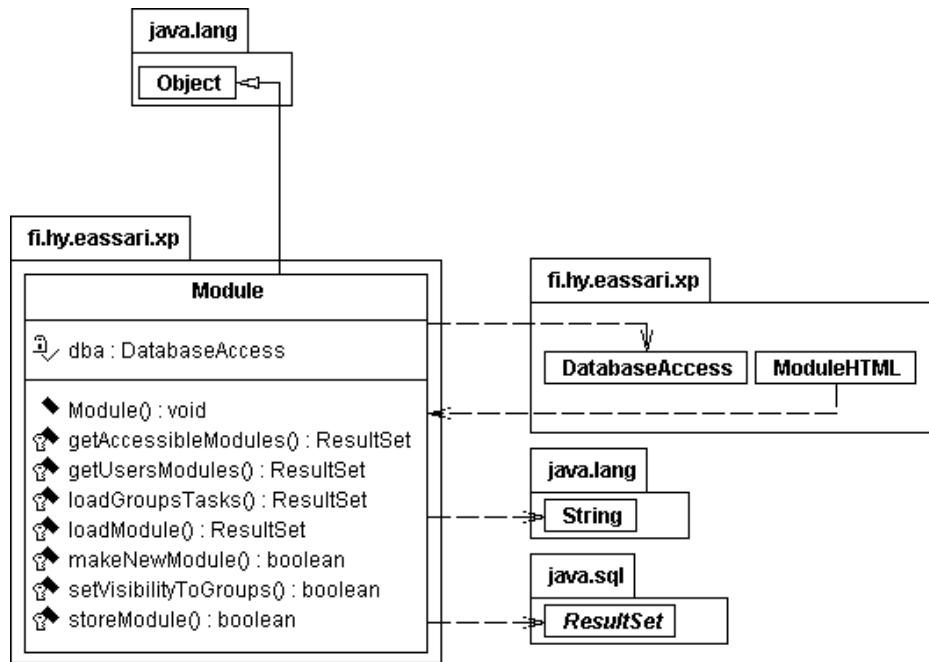 java.lang
Object
fi.hy.eassari.xp
Module
dba : DatabaseAccess
Module() : void
getAccessibleModules() : ResultSet
getUsersModules() : ResultSet
loadGroupsTasks() : ResultSet
loadModule() : ResultSet
makeNewModule() : boolean
setVisibilityToGroups() : boolean
storeModule() : boolean
fi.hy.eassari.xp
DatabaseAccess
ModuleHTML
java.lang
String
java.sql
ResultSet